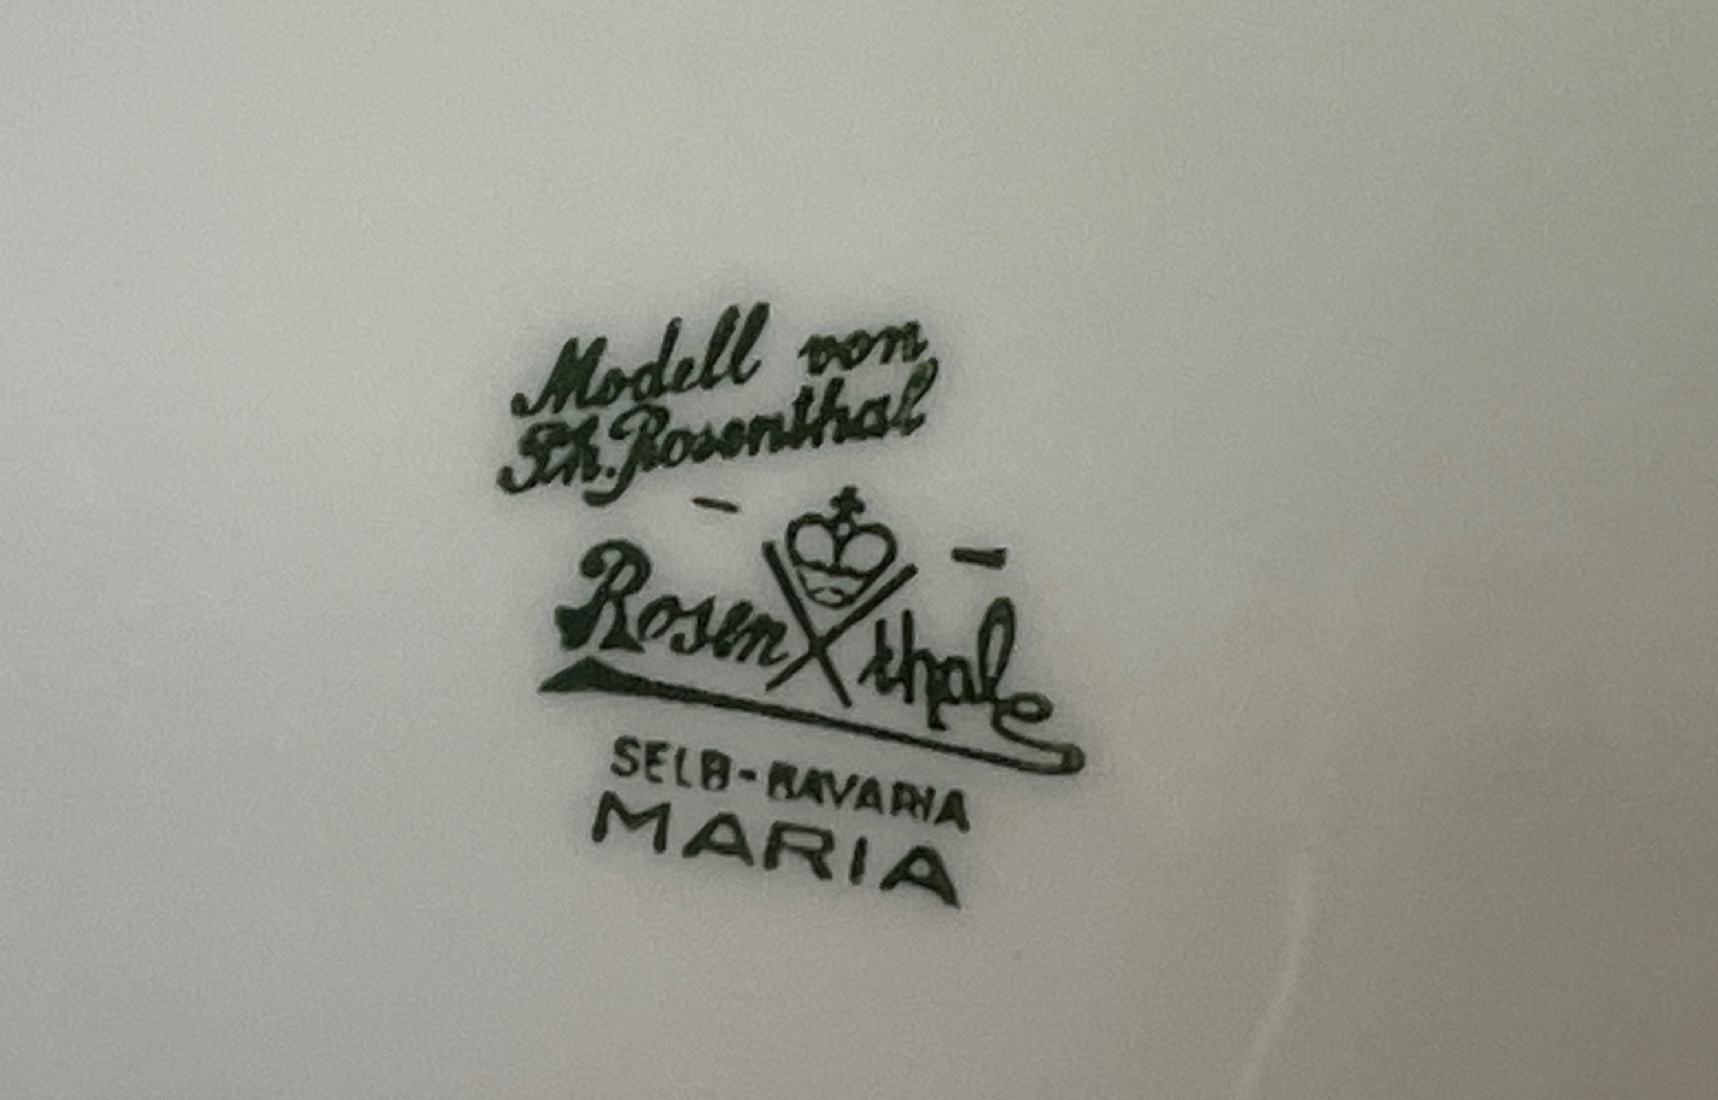 Modell von
Ph. Rosenthal
Rosenthal
SELB-BAVARIA
MARIA